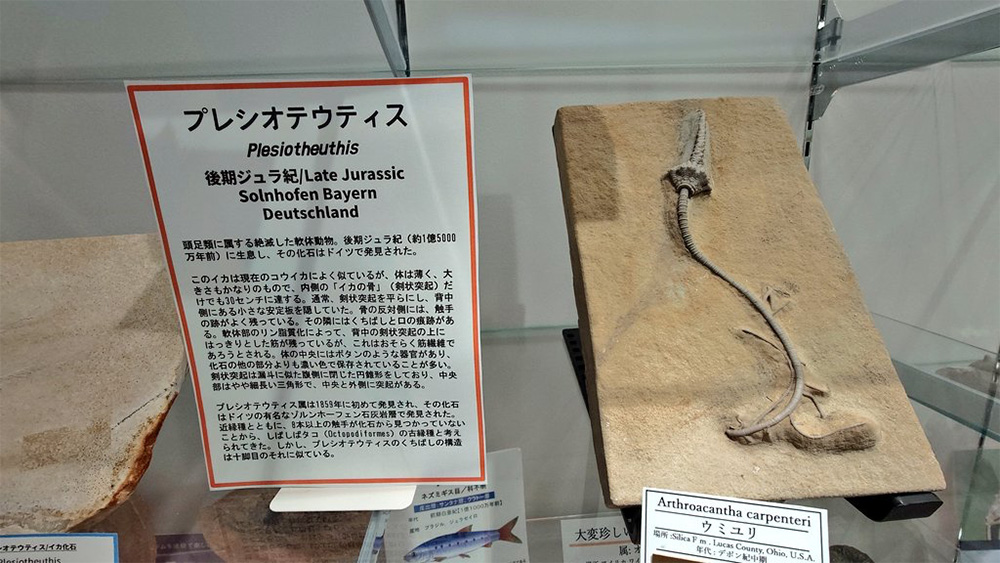 プレシオテウティス
Plesiotheuthis
後期ジュラ紀/Late Jurassic
Solnhofen Bayern
Deutschland
頭足類に属する絶滅した軟体動物。後期ジュラ紀（約1億5000
万年前）に生息し、その化石はドイツで発見された。
このイカは現在のコウイカによく似ているが、体は薄く、大
きさもかなりのもので、内側の「イカの骨」（剣状突起）だ
けでも30センチに達する。通常、剣状突起を平らにし、背中
側にある小さな安定板を隠していた。骨の反対側には、触手
の跡がよく残っている。その隣にはくちばしと口の痕跡があ
る。軟体部のリン脂質化によって、背中の剣状突起の上に
はっきりとした筋が残っているが、これはおそらく筋繊維で
あろうとされる。体の中央にはボタンのような器官があり、
化石の他の部分よりも濃い色で保存されていることが多い。
剣状突起は漏斗に似た腹側に閉じた円錐形をしており、中央
部はやや細長い三角形で、中央と外側に突起がある。
プレシオテウティス属は1859年に初めて発見され、その化石
はドイツの有名なゾルンホーフェン石灰岩層で発見された。
近縁種とともに、8本以上の触手が化石から見つかっていない
ことから、しばしばタコ（Octopodiformes）の古縁種と考え
られてきた。しかし、プレシオテウティスのくちばしの構造
は十脚目のそれに似ている。
オテウティス/イカ化石
Plesiotheuthis
ネズミギス目/科不明
大変珍しい
Arthroacantha carpenteri
ウミユリ
場所:Silica Fm. Lucas County, Ohio, U.S.A.
年代:デボン紀中期